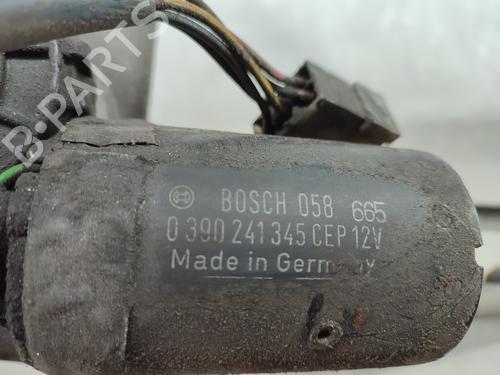 BOSCH 058 665
0 390 241 345 CEP 12V
Made in Germany
B-PARTS